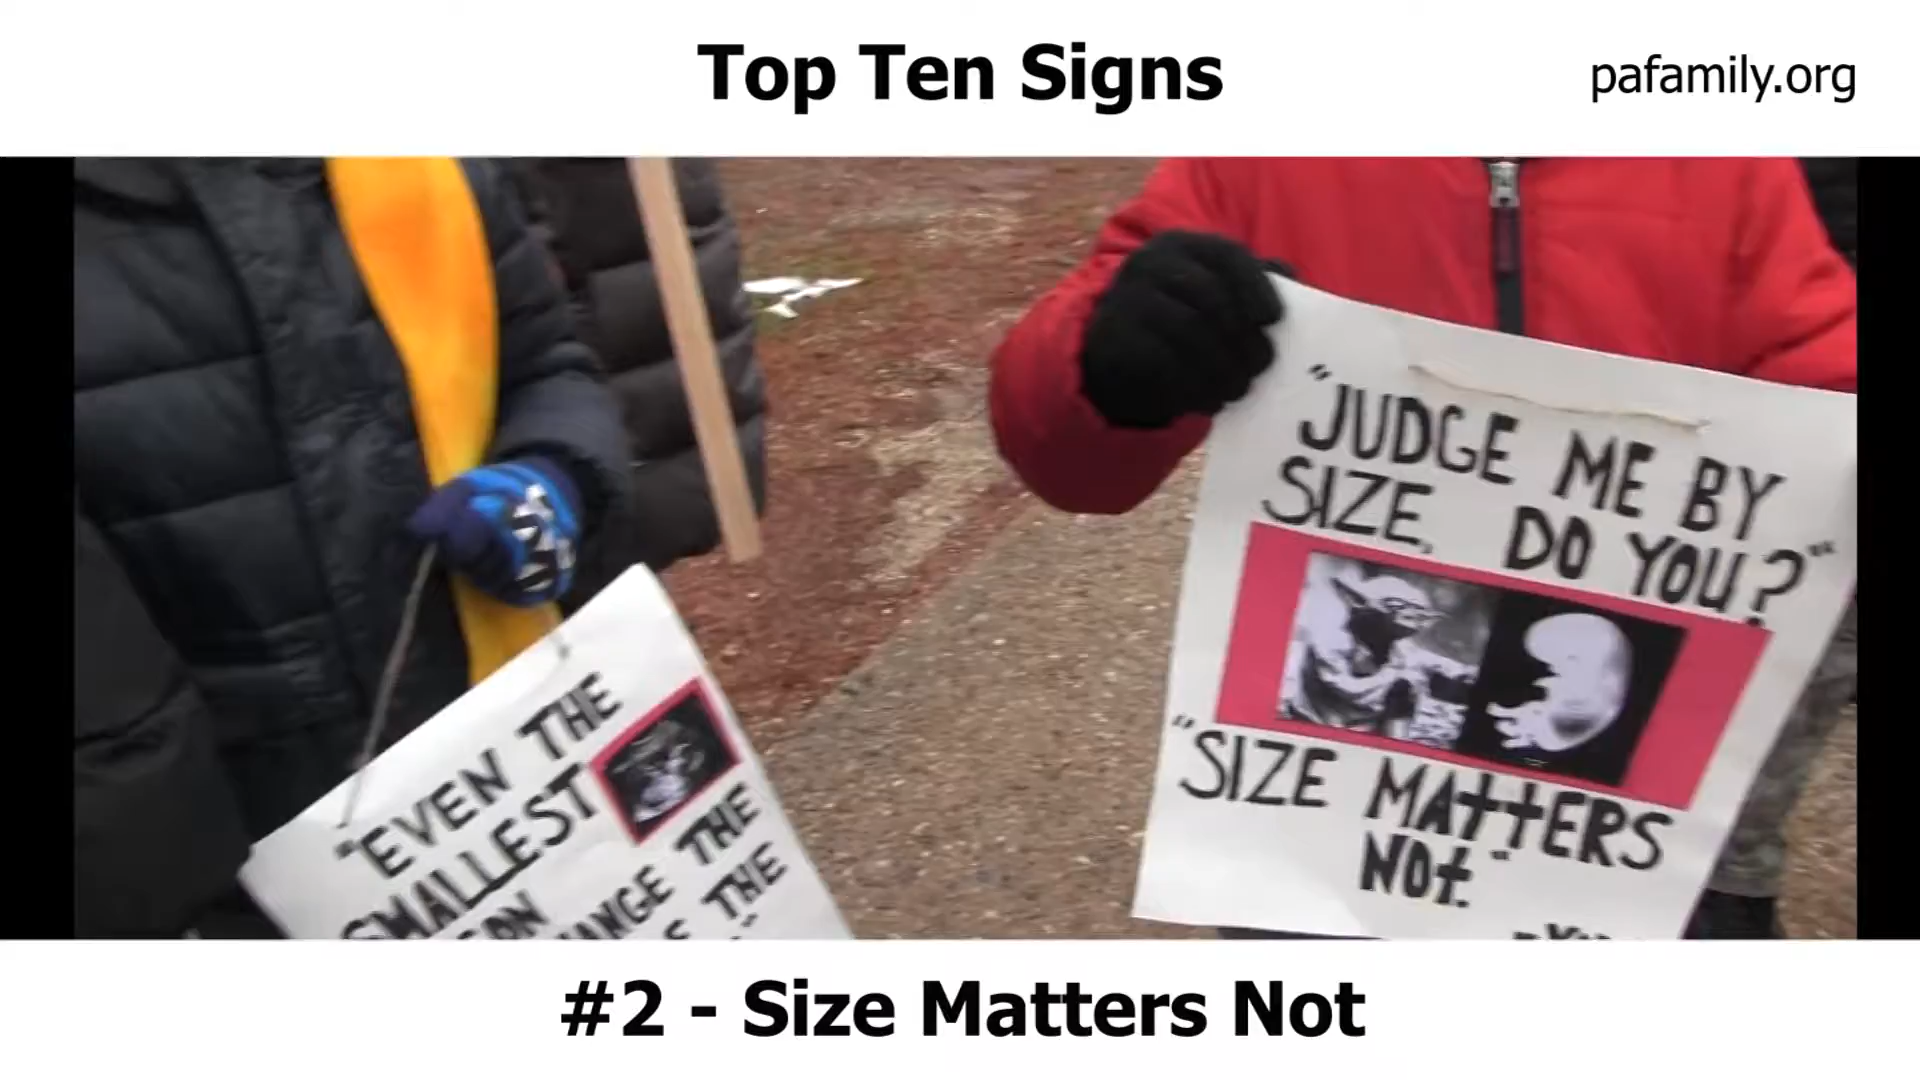 Top Ten Signs
pafamily.org
"JUDGE ME BY
SIZE, DO YOU?"
"SIZE MATTERS
NOT."
"EVEN THE
SMALLEST
THE
THE
#2 - Size Matters Not